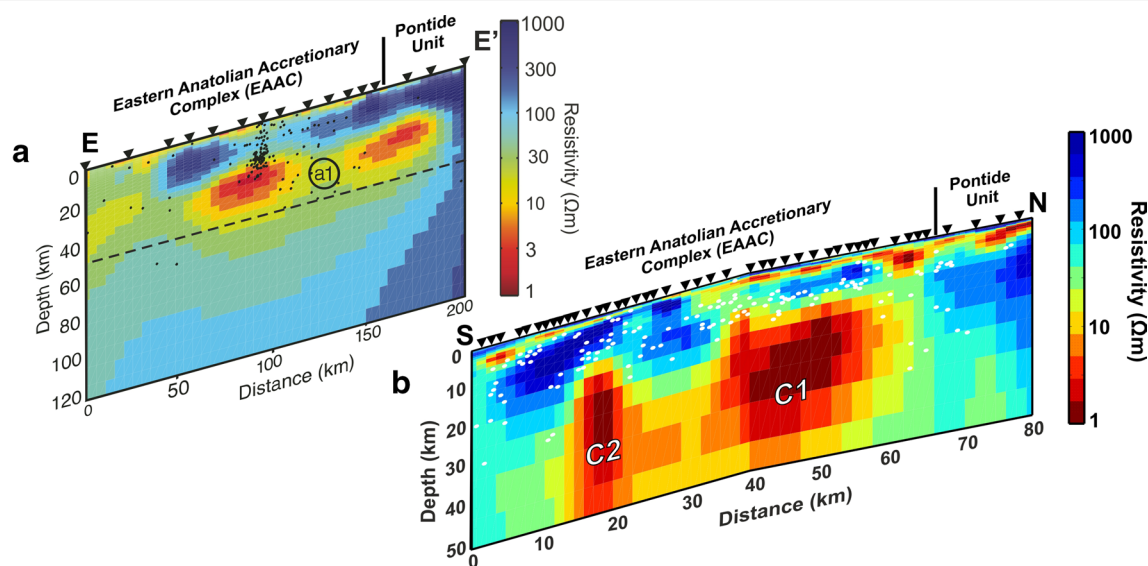 a
E
Eastern Anatolian Accretionary
Complex (EAAC)
Pontide
Unit
E’
1000
300
100
30
10
3
1
Resistivity (Ωm)
a1
0
20
40
60
80
100
120
Depth (km)
0
50
100
150
200
Distance (km)
b
S
Eastern Anatolian Accretionary
Complex (EAAC)
Pontide
Unit
N
1000
100
10
1
Resistivity (Ωm)
C1
C2
0
10
20
30
40
50
Depth (km)
0
10
20
30
40
50
60
70
80
Distance (km)